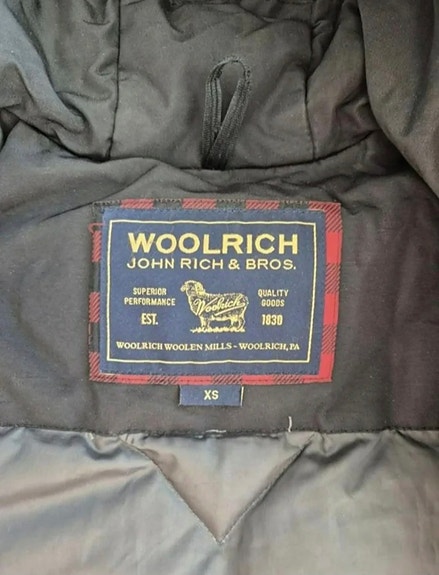 WOOLRICH
JOHN RICH & BROS.
SUPERIOR PERFORMANCE
EST.
Woolrich
QUALITY GOODS
1830
WOOLRICH WOOLEN MILLS - WOOLRICH, PA
XS